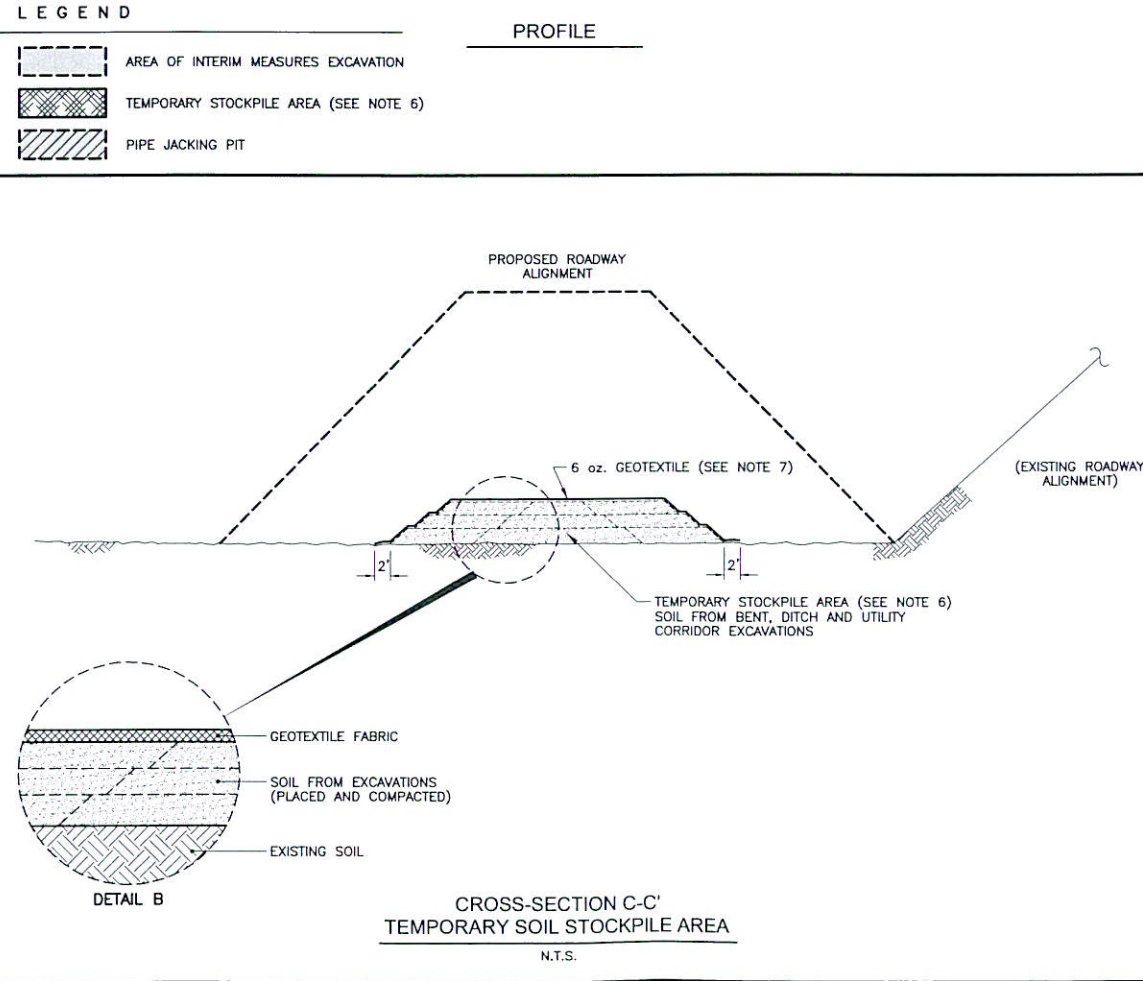 LEGEND
PROFILE
AREA OF INTERIM MEASURES EXCAVATION
TEMPORARY STOCKPILE AREA (SEE NOTE 6)
PIPE JACKING PIT
PROPOSED ROADWAY
ALIGNMENT
6 oz. GEOTEXTILE (SEE NOTE 7)
(EXISTING ROADWAY
ALIGNMENT)
2'
2'
TEMPORARY STOCKPILE AREA (SEE NOTE 6)
SOIL FROM BENT, DITCH AND UTILITY
CORRIDOR EXCAVATIONS
GEOTEXTILE FABRIC
SOIL FROM EXCAVATIONS
(PLACED AND COMPACTED)
EXISTING SOIL
DETAIL B
CROSS-SECTION C-C'
TEMPORARY SOIL STOCKPILE AREA
N.T.S.